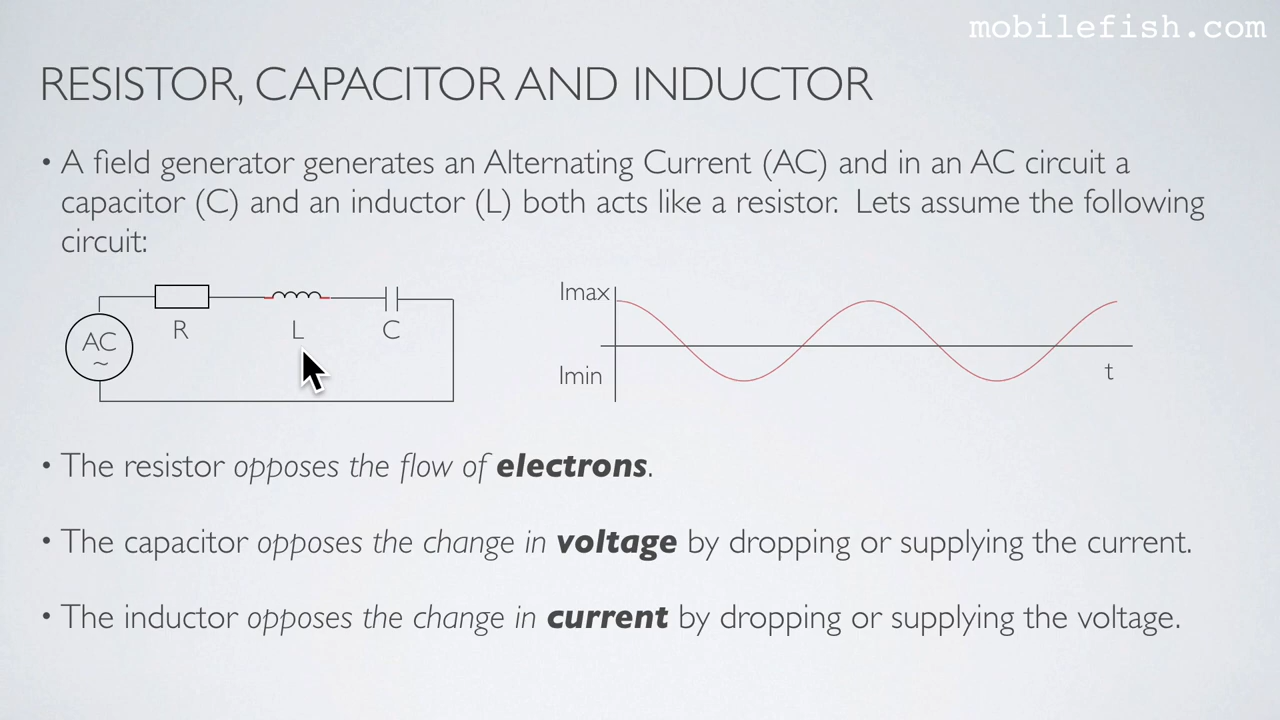 mobilefish.com
RESISTOR, CAPACITOR AND INDUCTOR
• A field generator generates an Alternating Current (AC) and in an AC circuit a
capacitor (C) and an inductor (L) both acts like a resistor. Lets assume the following
circuit:
AC
~
R
L
C
Imax
Imin
t
• The resistor opposes the flow of electrons.
• The capacitor opposes the change in voltage by dropping or supplying the current.
• The inductor opposes the change in current by dropping or supplying the voltage.